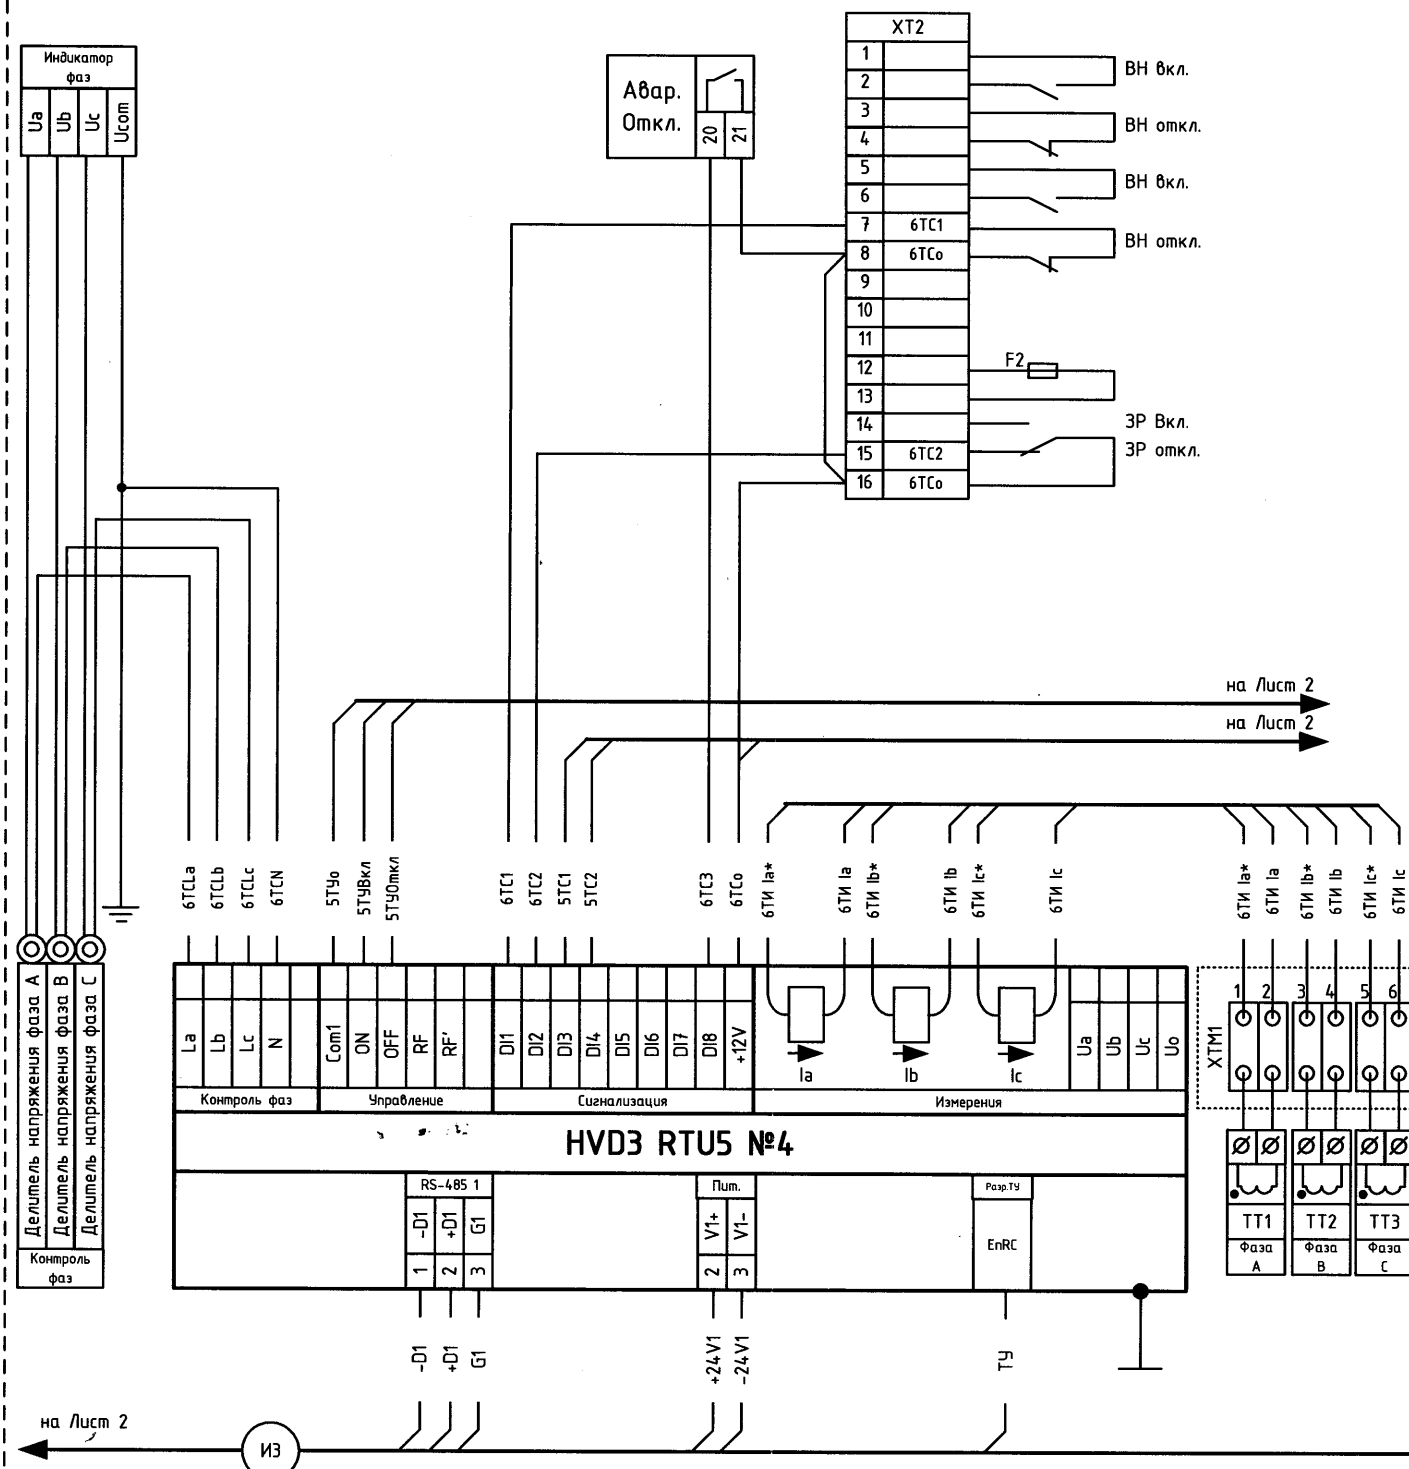 Индикатор
фаз
Ua
Ub
Uc
Ucom
Авар.
Откл.
20
21
XT2
1
2
3
4
5
6
7 6TC1
8 6TCo
9
10
11
12
13
14
15 6TC2
16 6TCo
ВН вкл.
ВН откл.
ВН вкл.
ВН откл.
F2
ЗР Вкл.
ЗР откл.
на Лист 2
на Лист 2
6TCLa
6TCLb
6TCLc
6TCN
5ТУо
5ТУВкл
5ТУОткл
6TC1
6TC2
5TC1
5TC2
6TC3
6TCo
6ТИ Ia*
6ТИ Ia
6ТИ Ib*
6ТИ Ib
6ТИ Ic*
6ТИ Ic
6ТИ Ia*
6ТИ Ia
6ТИ Ib*
6ТИ Ib
6ТИ Ic*
6ТИ Ic
Делитель напряжения фаза A
Делитель напряжения фаза B
Делитель напряжения фаза C
Контроль
фаз
La
Lb
Lc
N
Com1
ON
OFF
RF
RF'
DI1
DI2
DI3
DI4
DI5
DI6
DI7
DI8
+12V
Ia
Ib
Ic
Ua
Ub
Uc
Uo
Контроль фаз
Управление
Сигнализация
Измерения
HVD3 RTU5 №4
RS-485 1
-D1
+D1
G1
1
2
3
Пит.
V1+
V1-
2
3
Разр.ТУ
EnRC
XTM1
1 2 3 4 5 6
TT1
TT2
TT3
Фаза
A
Фаза
B
Фаза
C
-D1
+D1
G1
+24V1
-24V1
ТУ
на Лист 2
ИЗ